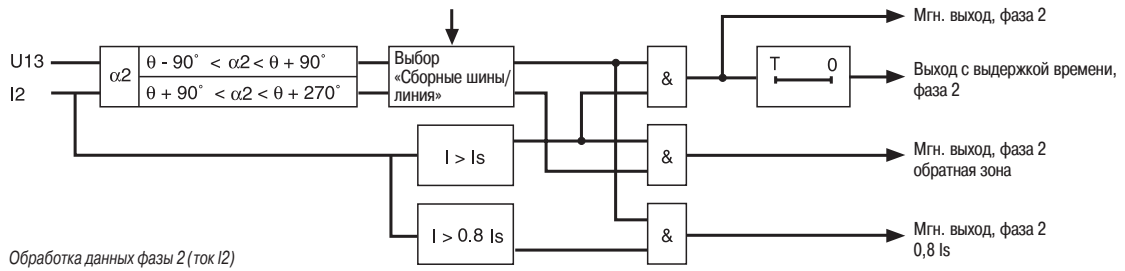 Мгн. выход, фаза 2
U13
I2
α2
θ - 90˚ < α2 < θ + 90˚
θ + 90˚ < α2 < θ + 270˚
Выбор
«Сборные шины/
линия»
&
T 0
Выход с выдержкой времени,
фаза 2
I > Is
&
Мгн. выход, фаза 2
обратная зона
I > 0.8 Is
&
Мгн. выход, фаза 2
0,8 Is
Обработка данных фазы 2 (ток I2)